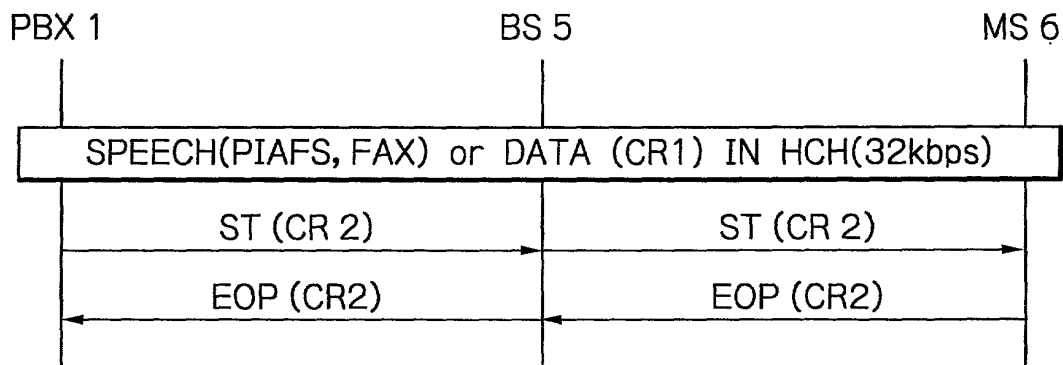 PBX 1 BS 5 MS 6
SPEECH(PIAFS, FAX) or DATA (CR1) IN HCH(32kbps)
ST (CR 2) ST (CR 2)
EOP (CR2) EOP (CR2)